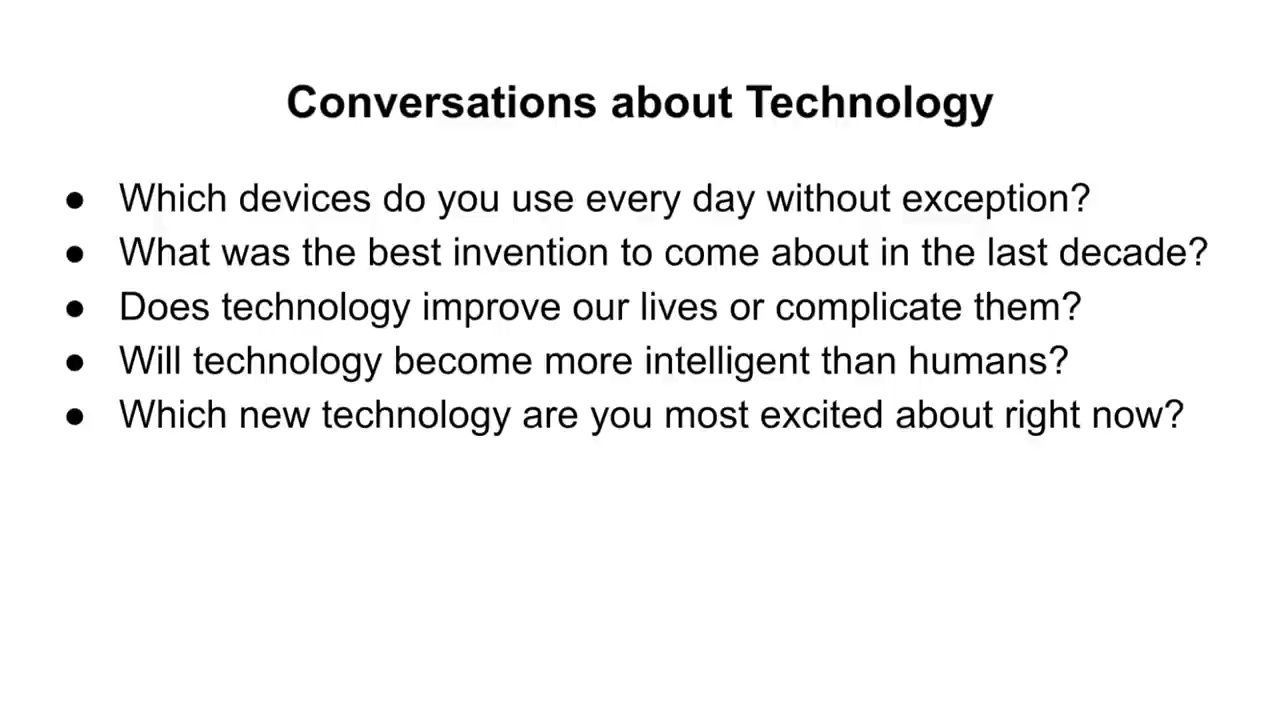 Conversations about Technology
● Which devices do you use every day without exception?
● What was the best invention to come about in the last decade?
● Does technology improve our lives or complicate them?
● Will technology become more intelligent than humans?
● Which new technology are you most excited about right now?